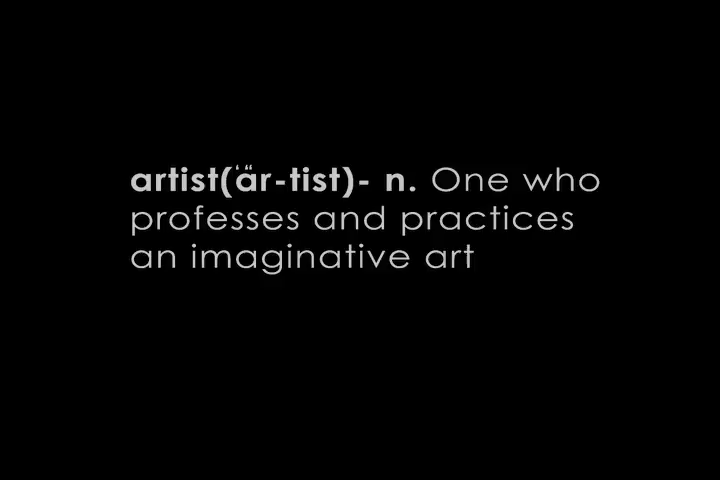 artist(ˈär-tist)- n. One who
professes and practices
an imaginative art